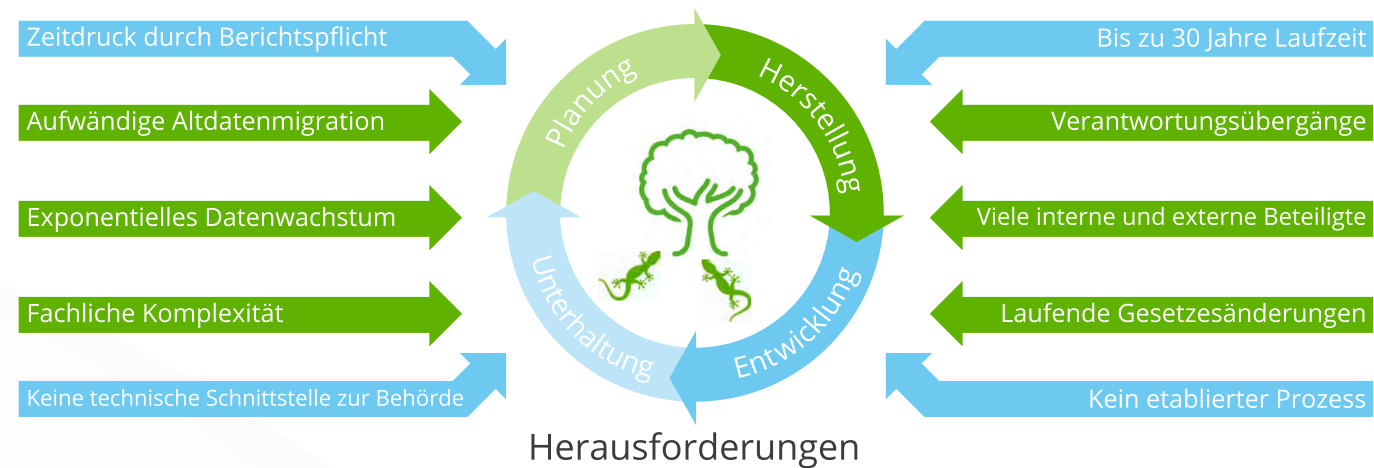 Zeitdruck durch Berichtspflicht
Aufwändige Altdatenmigration
Exponentielles Datenwachstum
Fachliche Komplexität
Keine technische Schnittstelle zur Behörde
Planung
Herstellung
Entwicklung
Unterhaltung
Bis zu 30 Jahre Laufzeit
Verantwortungsübergänge
Viele interne und externe Beteiligte
Laufende Gesetzesänderungen
Kein etablierter Prozess
Herausforderungen